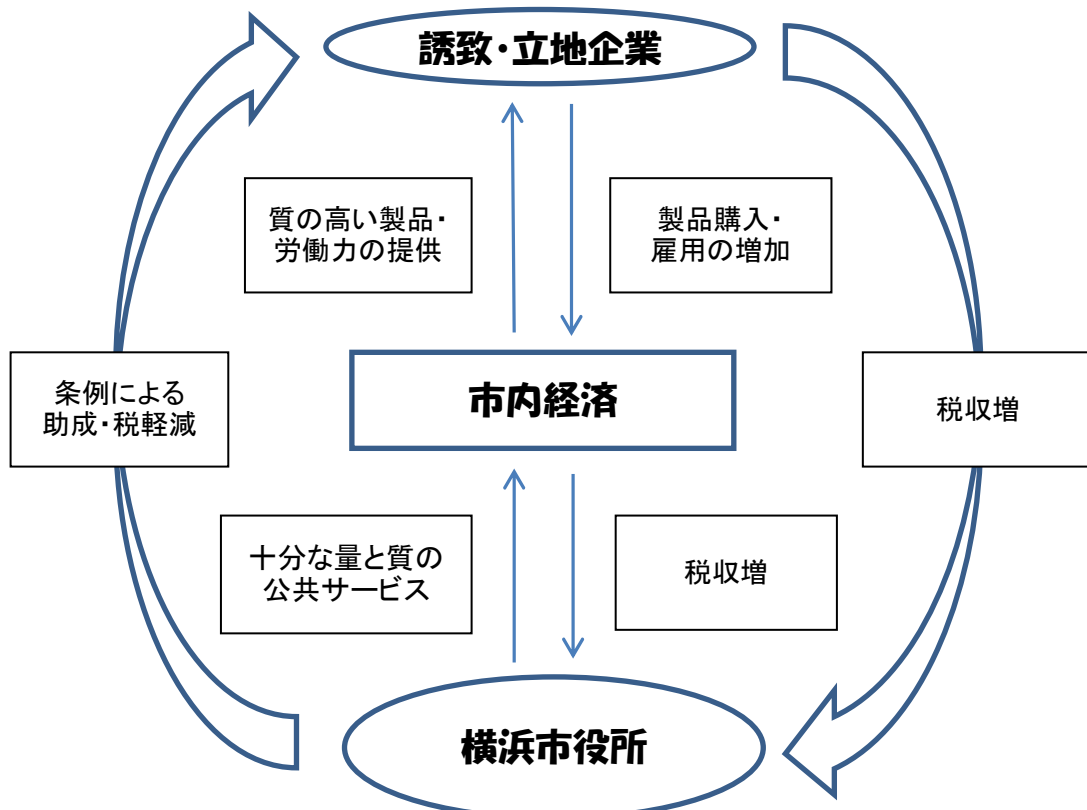 誘致・立地企業
質の高い製品・
労働力の提供
製品購入・
雇用の増加
条例による
助成・税軽減
市内経済
税収増
十分な量と質の
公共サービス
税収増
横浜市役所